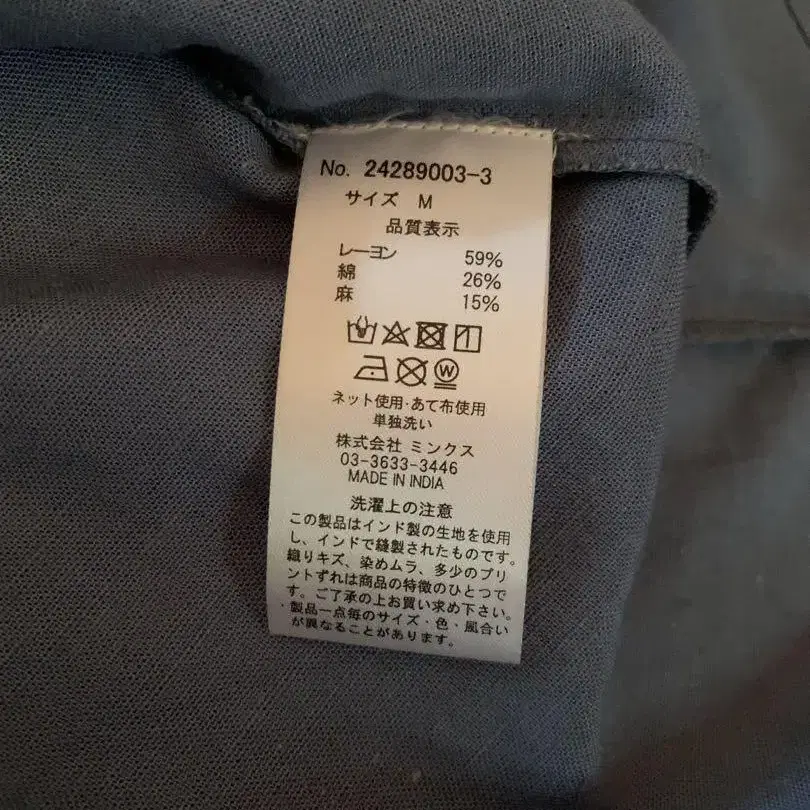 No. 24289003-3
サイズ M
品質表示
レーヨン 59%
綿 26%
麻 15%
W
ネット使用・あて布使用
単独洗い
株式会社 ミンクス
03-3633-3446
MADE IN INDIA
洗濯上の注意
この製品はインド製の生地を使用
し、インドで縫製されたものです。
織りキズ、染めムラ、多少のプリ
ントずれは商品の特徴のひとつで
す。ご了承の上お買い求め下さい。
・製品一点毎のサイズ・色・風合い
が異なることがあります。